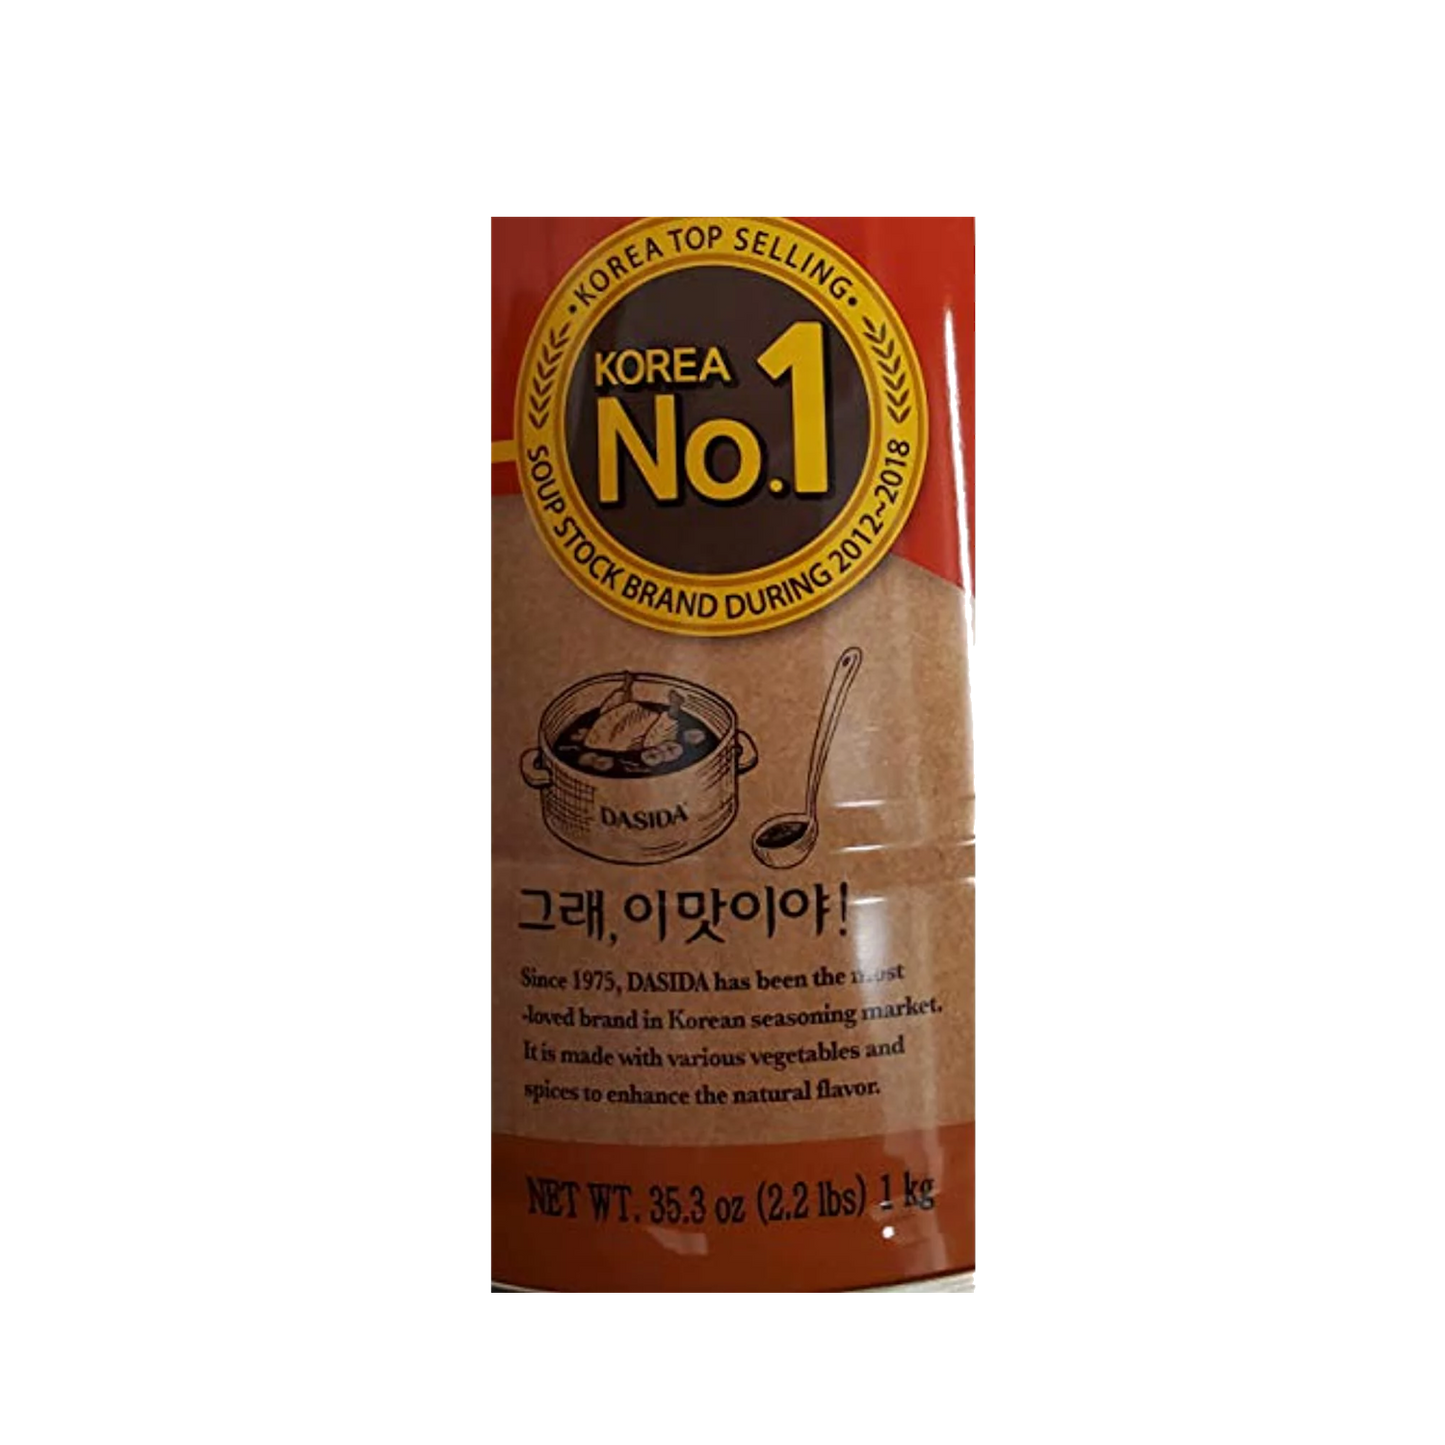 KOREA TOP SELLING
KOREA
No.1
SOUP STOCK BRAND DURING 2012~2018
DASIDA
그래, 이 맛이야!
Since 1975, DASIDA has been the most
-loved brand in Korean seasoning market.
It is made with various vegetables and
spices to enhance the natural flavor.
NET WT. 35.3 oz (2.2 lbs) 1 kg